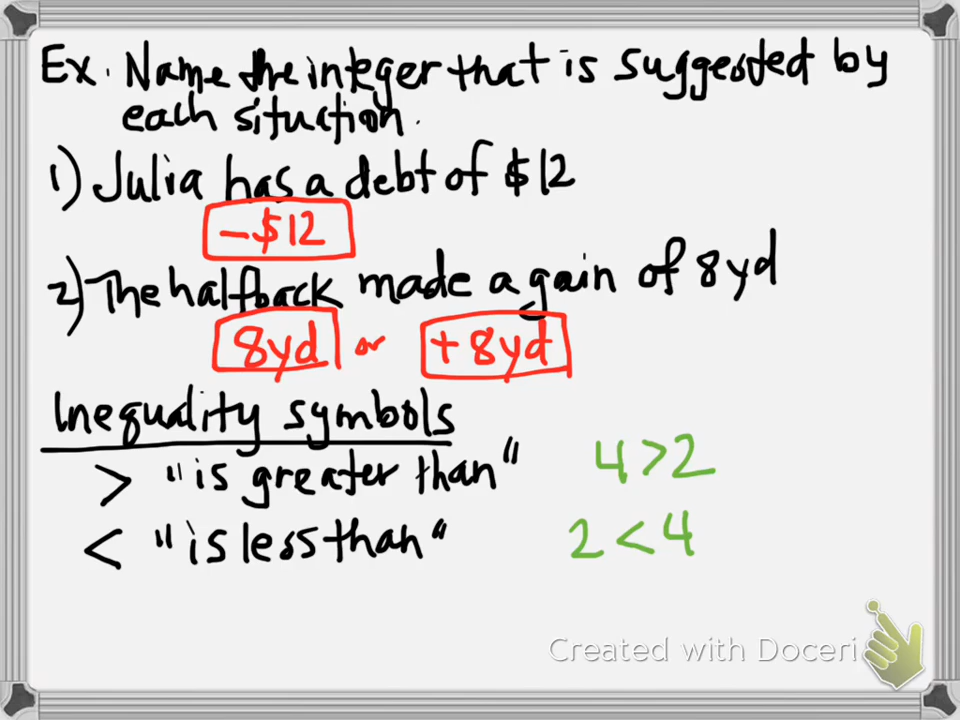 Ex. Name the integer that is suggested by
each situation.
1) Julia has a debt of $12
-$12
2) The halfback made a gain of 8yd
8yd or +8yd
Inequality symbols
> "is greater than" 4>2
< "is less than" 2<4
Created with Doceri